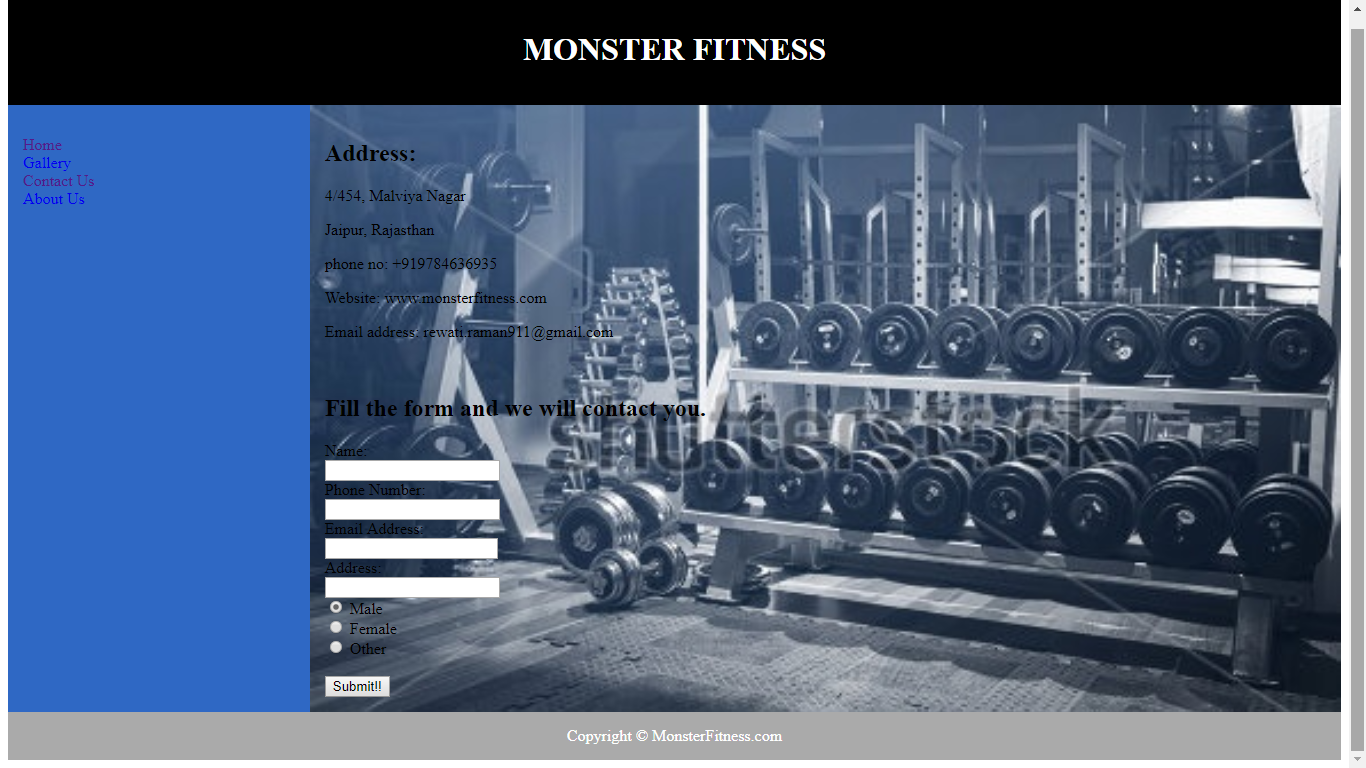 MONSTER FITNESS
Home
Gallery
Contact Us
About Us
Address:
4/454, Malviya Nagar
Jaipur, Rajasthan
phone no: +919784636935
Website: www.monsterfitness.com
Email address: rewati.raman911@gmail.com
Fill the form and we will contact you.
shutterstock
Name:
Phone Number:
Email Address:
Address:
Male
Female
Other
Submit!!
Copyright © MonsterFitness.com